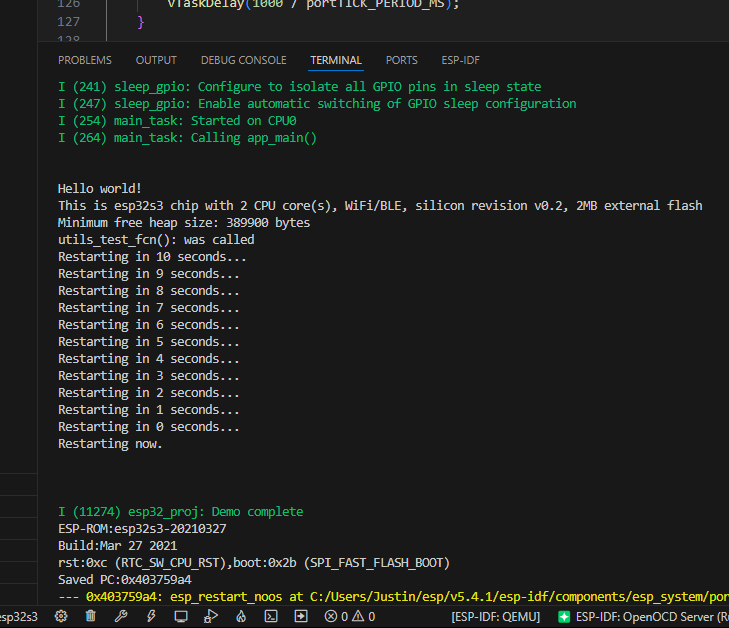 126 vTaskDelay(1000 / portTICK_PERIOD_MS);
127 }
128
PROBLEMS OUTPUT DEBUG CONSOLE TERMINAL PORTS ESP-IDF
I (241) sleep_gpio: Configure to isolate all GPIO pins in sleep state
I (247) sleep_gpio: Enable automatic switching of GPIO sleep configuration
I (254) main_task: Started on CPU0
I (264) main_task: Calling app_main()
Hello world!
This is esp32s3 chip with 2 CPU core(s), WiFi/BLE, silicon revision v0.2, 2MB external flash
Minimum free heap size: 389900 bytes
utils_test_fcn(): was called
Restarting in 10 seconds...
Restarting in 9 seconds...
Restarting in 8 seconds...
Restarting in 7 seconds...
Restarting in 6 seconds...
Restarting in 5 seconds...
Restarting in 4 seconds...
Restarting in 3 seconds...
Restarting in 2 seconds...
Restarting in 1 seconds...
Restarting in 0 seconds...
Restarting now.
I (11274) esp32_proj: Demo complete
ESP-ROM:esp32s3-20210327
Build:Mar 27 2021
rst:0xc (RTC_SW_CPU_RST),boot:0x2b (SPI_FAST_FLASH_BOOT)
Saved PC:0x403759a4
--- 0x403759a4: esp_restart_noos at C:/Users/Justin/esp/v5.4.1/esp-idf/components/esp_system/por
esp32s3 0 0 [ESP-IDF: QEMU] ESP-IDF: OpenOCD Server (R